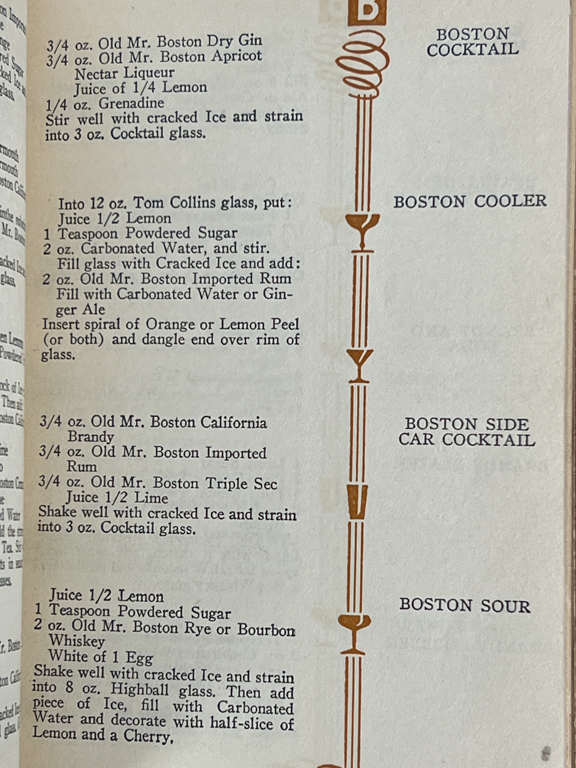 B
BOSTON
COCKTAIL
3/4 oz. Old Mr. Boston Dry Gin
3/4 oz. Old Mr. Boston Apricot
Nectar Liqueur
Juice of 1/4 Lemon
1/4 oz. Grenadine
Stir well with cracked Ice and strain
into 3 oz. Cocktail glass.
BOSTON COOLER
Into 12 oz. Tom Collins glass, put:
Juice 1/2 Lemon
1 Teaspoon Powdered Sugar
2 oz. Carbonated Water, and stir.
Fill glass with Cracked Ice and add:
2 oz. Old Mr. Boston Imported Rum
Fill with Carbonated Water or Gin-
ger Ale
Insert spiral of Orange or Lemon Peel
(or both) and dangle end over rim of
glass.
BOSTON SIDE
CAR COCKTAIL
3/4 oz. Old Mr. Boston California
Brandy
3/4 oz. Old Mr. Boston Imported
Rum
3/4 oz. Old Mr. Boston Triple Sec
Juice 1/2 Lime
Shake well with cracked Ice and strain
into 3 oz. Cocktail glass.
BOSTON SOUR
Juice 1/2 Lemon
1 Teaspoon Powdered Sugar
2 oz. Old Mr. Boston Rye or Bourbon
Whiskey
White of 1 Egg
Shake well with cracked Ice and strain
into 8 oz. Highball glass. Then add
piece of Ice, fill with Carbonated
Water and decorate with half-slice of
Lemon and a Cherry.